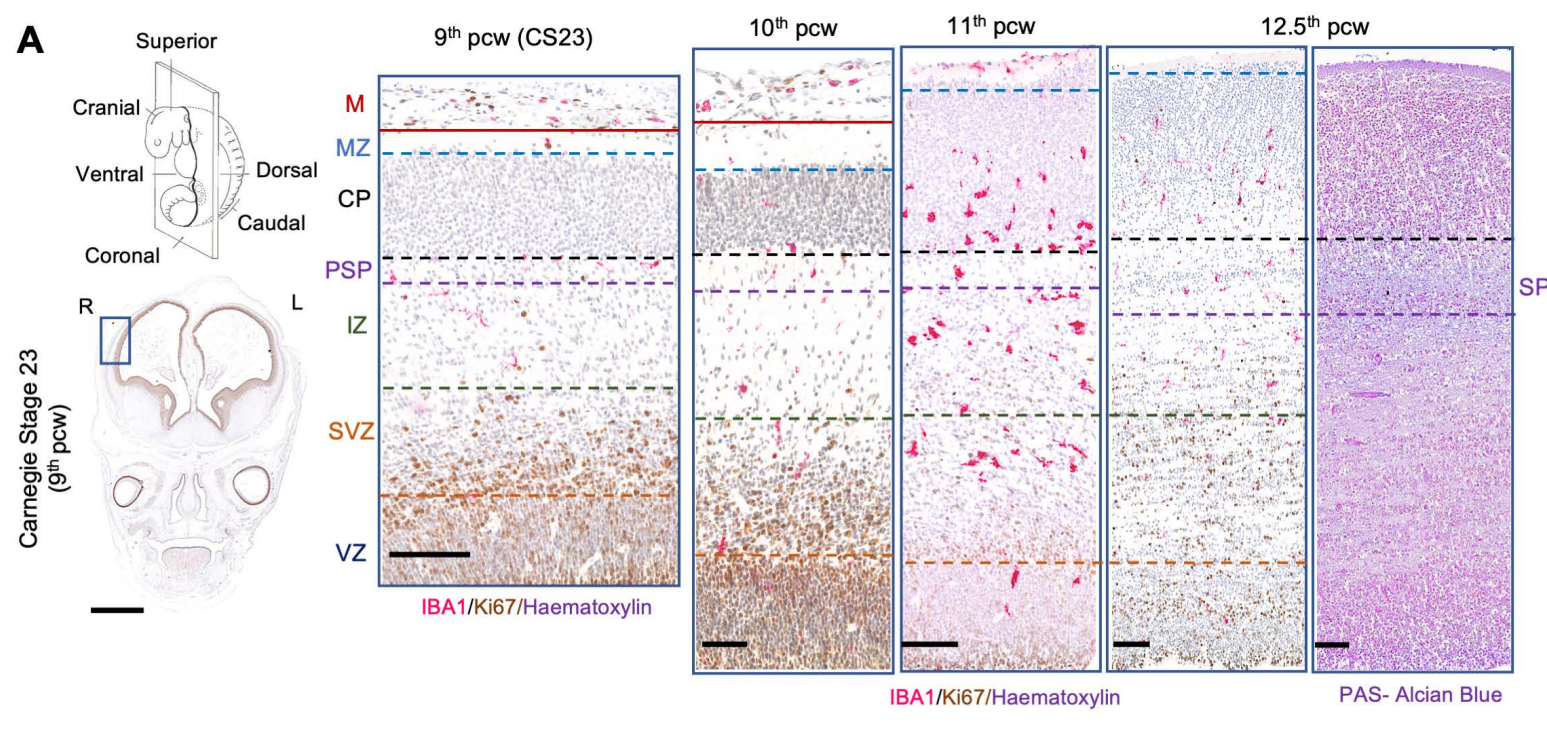 A
Superior
Cranial
Ventral
Dorsal
Caudal
Coronal
R
L
Carnegie Stage 23
(9th pcw)
9th pcw (CS23)
10th pcw
11th pcw
12.5th pcw
M
MZ
CP
PSP
IZ
SVZ
VZ
SP
IBA1/Ki67/Haematoxylin
IBA1/Ki67/Haematoxylin
PAS- Alcian Blue